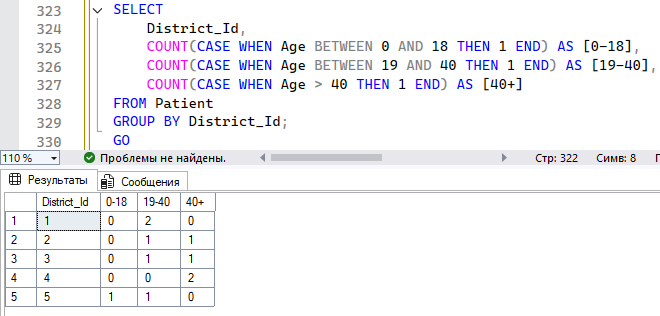 323 SELECT
324 District_Id,
325 COUNT(CASE WHEN Age BETWEEN 0 AND 18 THEN 1 END) AS [0-18],
326 COUNT(CASE WHEN Age BETWEEN 19 AND 40 THEN 1 END) AS [19-40],
327 COUNT(CASE WHEN Age > 40 THEN 1 END) AS [40+]
328 FROM Patient
329 GROUP BY District_Id;
330 GO
110 % Проблемы не найдены. Стр: 322 Симв: 8
Результаты Сообщения
District_Id 0-18 19-40 40+
1 1 0 2 0
2 2 0 1 1
3 3 0 1 1
4 4 0 0 2
5 5 1 1 0